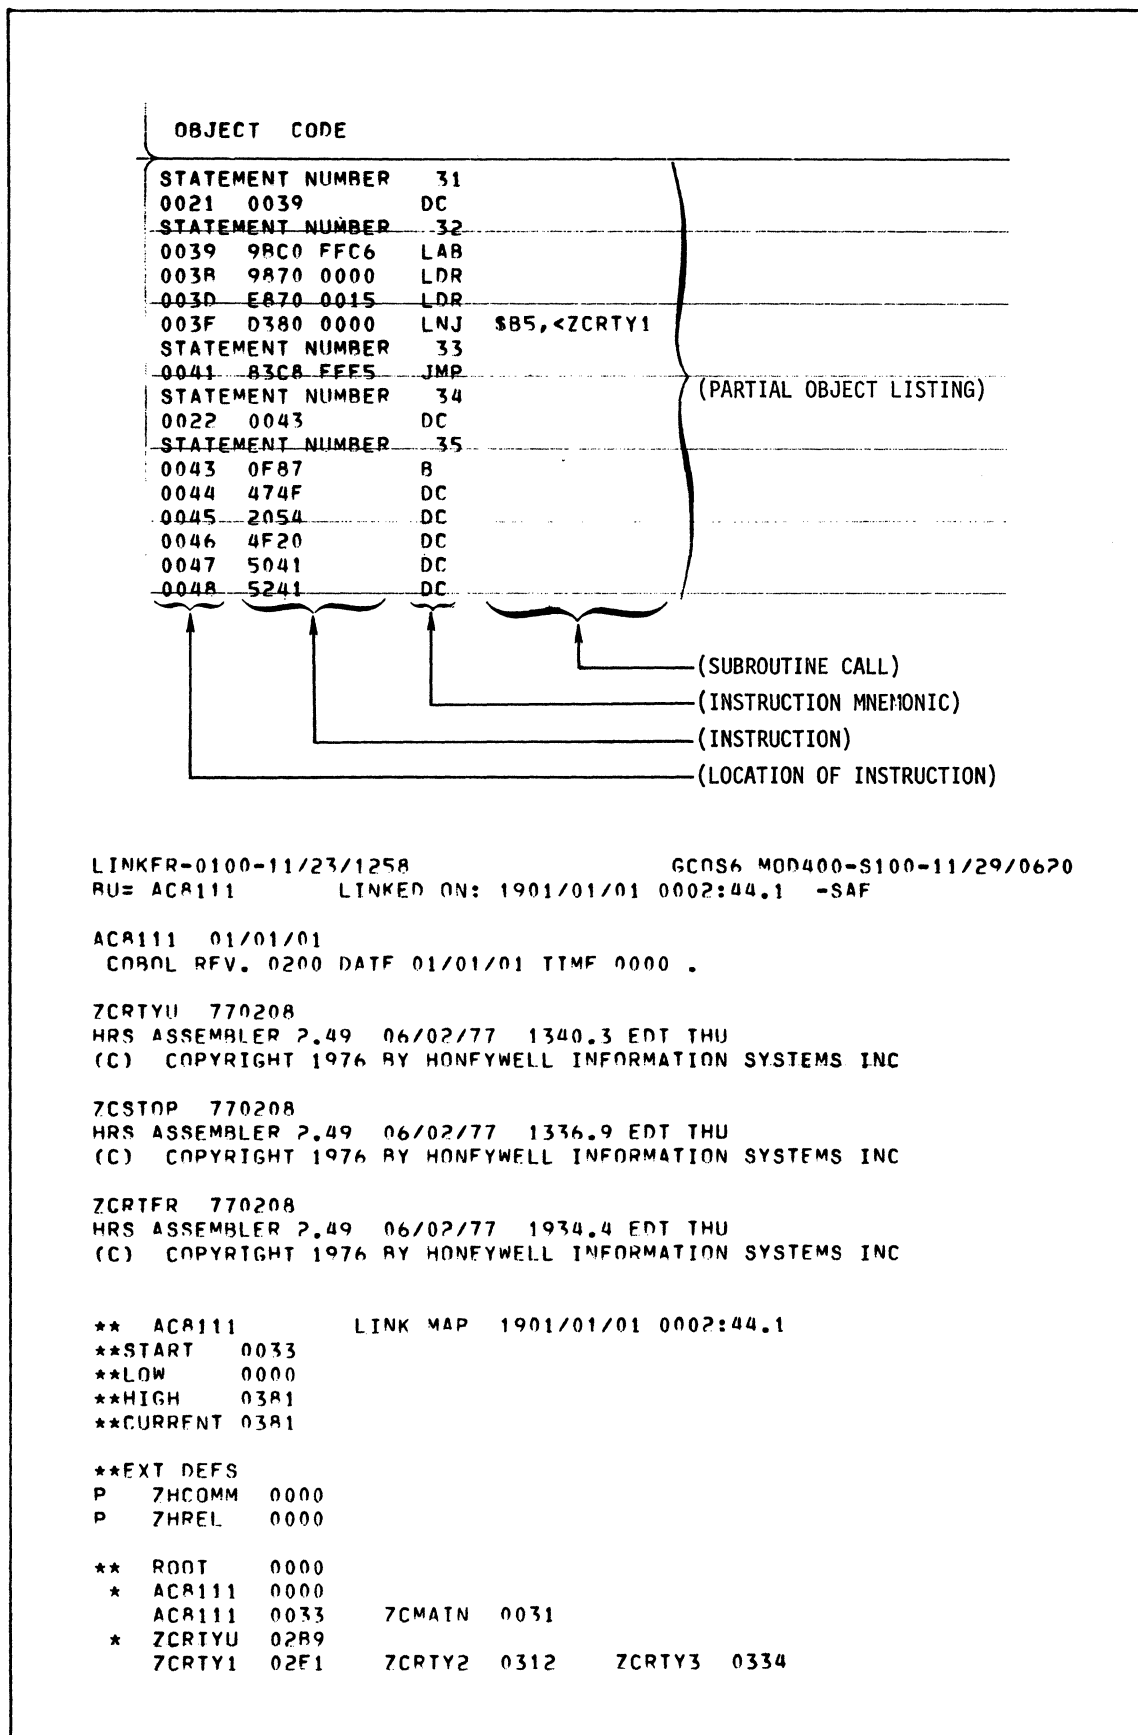 OBJECT CODE
STATEMENT NUMBER 31
0021 0039 DC
STATEMENT NUMBER 32
0039 9BC0 FFC6 LAB
003B 9870 0000 LDR
003D E870 0015 LDR
003F D380 0000 LNJ $B5,<ZCRTY1
STATEMENT NUMBER 33
0041 83C8 FFF5 JMP
STATEMENT NUMBER 34
0022 0043 DC
STATEMENT NUMBER 35
0043 0F87 B
0044 474F DC
0045 2054 DC
0046 4F20 DC
0047 5041 DC
0048 5241 DC
(PARTIAL OBJECT LISTING)
(SUBROUTINE CALL)
(INSTRUCTION MNEMONIC)
(INSTRUCTION)
(LOCATION OF INSTRUCTION)
LINKER-0100-11/23/1258 GCOS6 MOD400-S100-11/29/0620
BU= AC8111 LINKED ON: 1901/01/01 0002:44.1 -SAF
AC8111 01/01/01
COBOL REV. 0200 DATE 01/01/01 TIME 0000 .
ZCRTYU 770208
HRS ASSEMBLER 2.49 06/02/77 1340.3 EDT THU
(C) COPYRIGHT 1976 BY HONEYWELL INFORMATION SYSTEMS INC
ZCSTOP 770208
HRS ASSEMBLER 2.49 06/02/77 1336.9 EDT THU
(C) COPYRIGHT 1976 BY HONEYWELL INFORMATION SYSTEMS INC
ZCRTER 770208
HRS ASSEMBLER 2.49 06/02/77 1934.4 EDT THU
(C) COPYRIGHT 1976 BY HONEYWELL INFORMATION SYSTEMS INC
** AC8111 LINK MAP 1901/01/01 0002:44.1
**START 0033
**LOW 0000
**HIGH 0381
**CURRENT 0381
**EXT DEFS
P ZHCOMM 0000
P ZHREL 0000
** ROOT 0000
* AC8111 0000
AC8111 0033 ZCMAIN 0031
* ZCRTYU 02B9
ZCRTY1 02E1 ZCRTY2 0312 ZCRTY3 0334